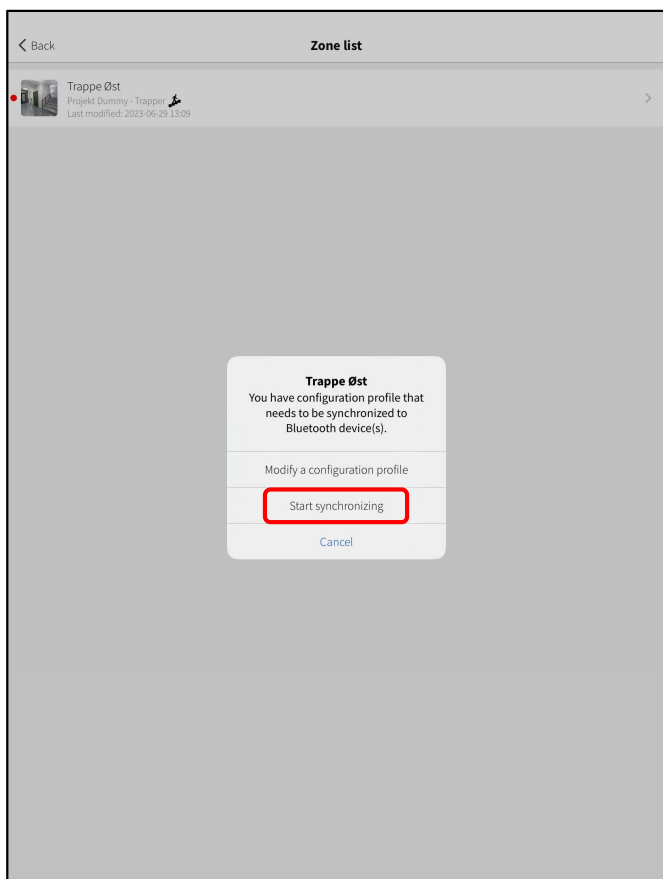 Back
Zone list
Trappe Øst
Projekt Dummy - Trapper
Last modified: 2023-06-29 13:09
Trappe Øst
You have configuration profile that
needs to be synchronized to
Bluetooth device(s).
Modify a configuration profile
Start synchronizing
Cancel